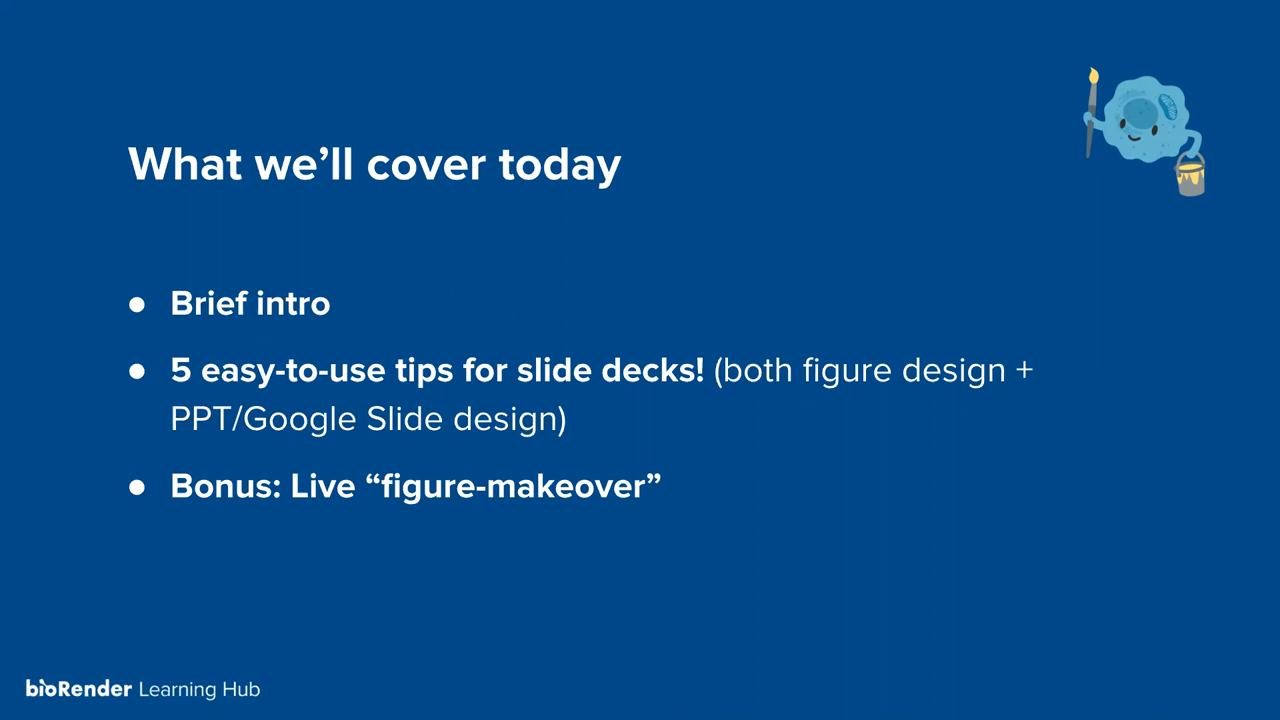 What we’ll cover today
● Brief intro
● 5 easy-to-use tips for slide decks! (both figure design +
PPT/Google Slide design)
● Bonus: Live “figure-makeover”
bioRender Learning Hub